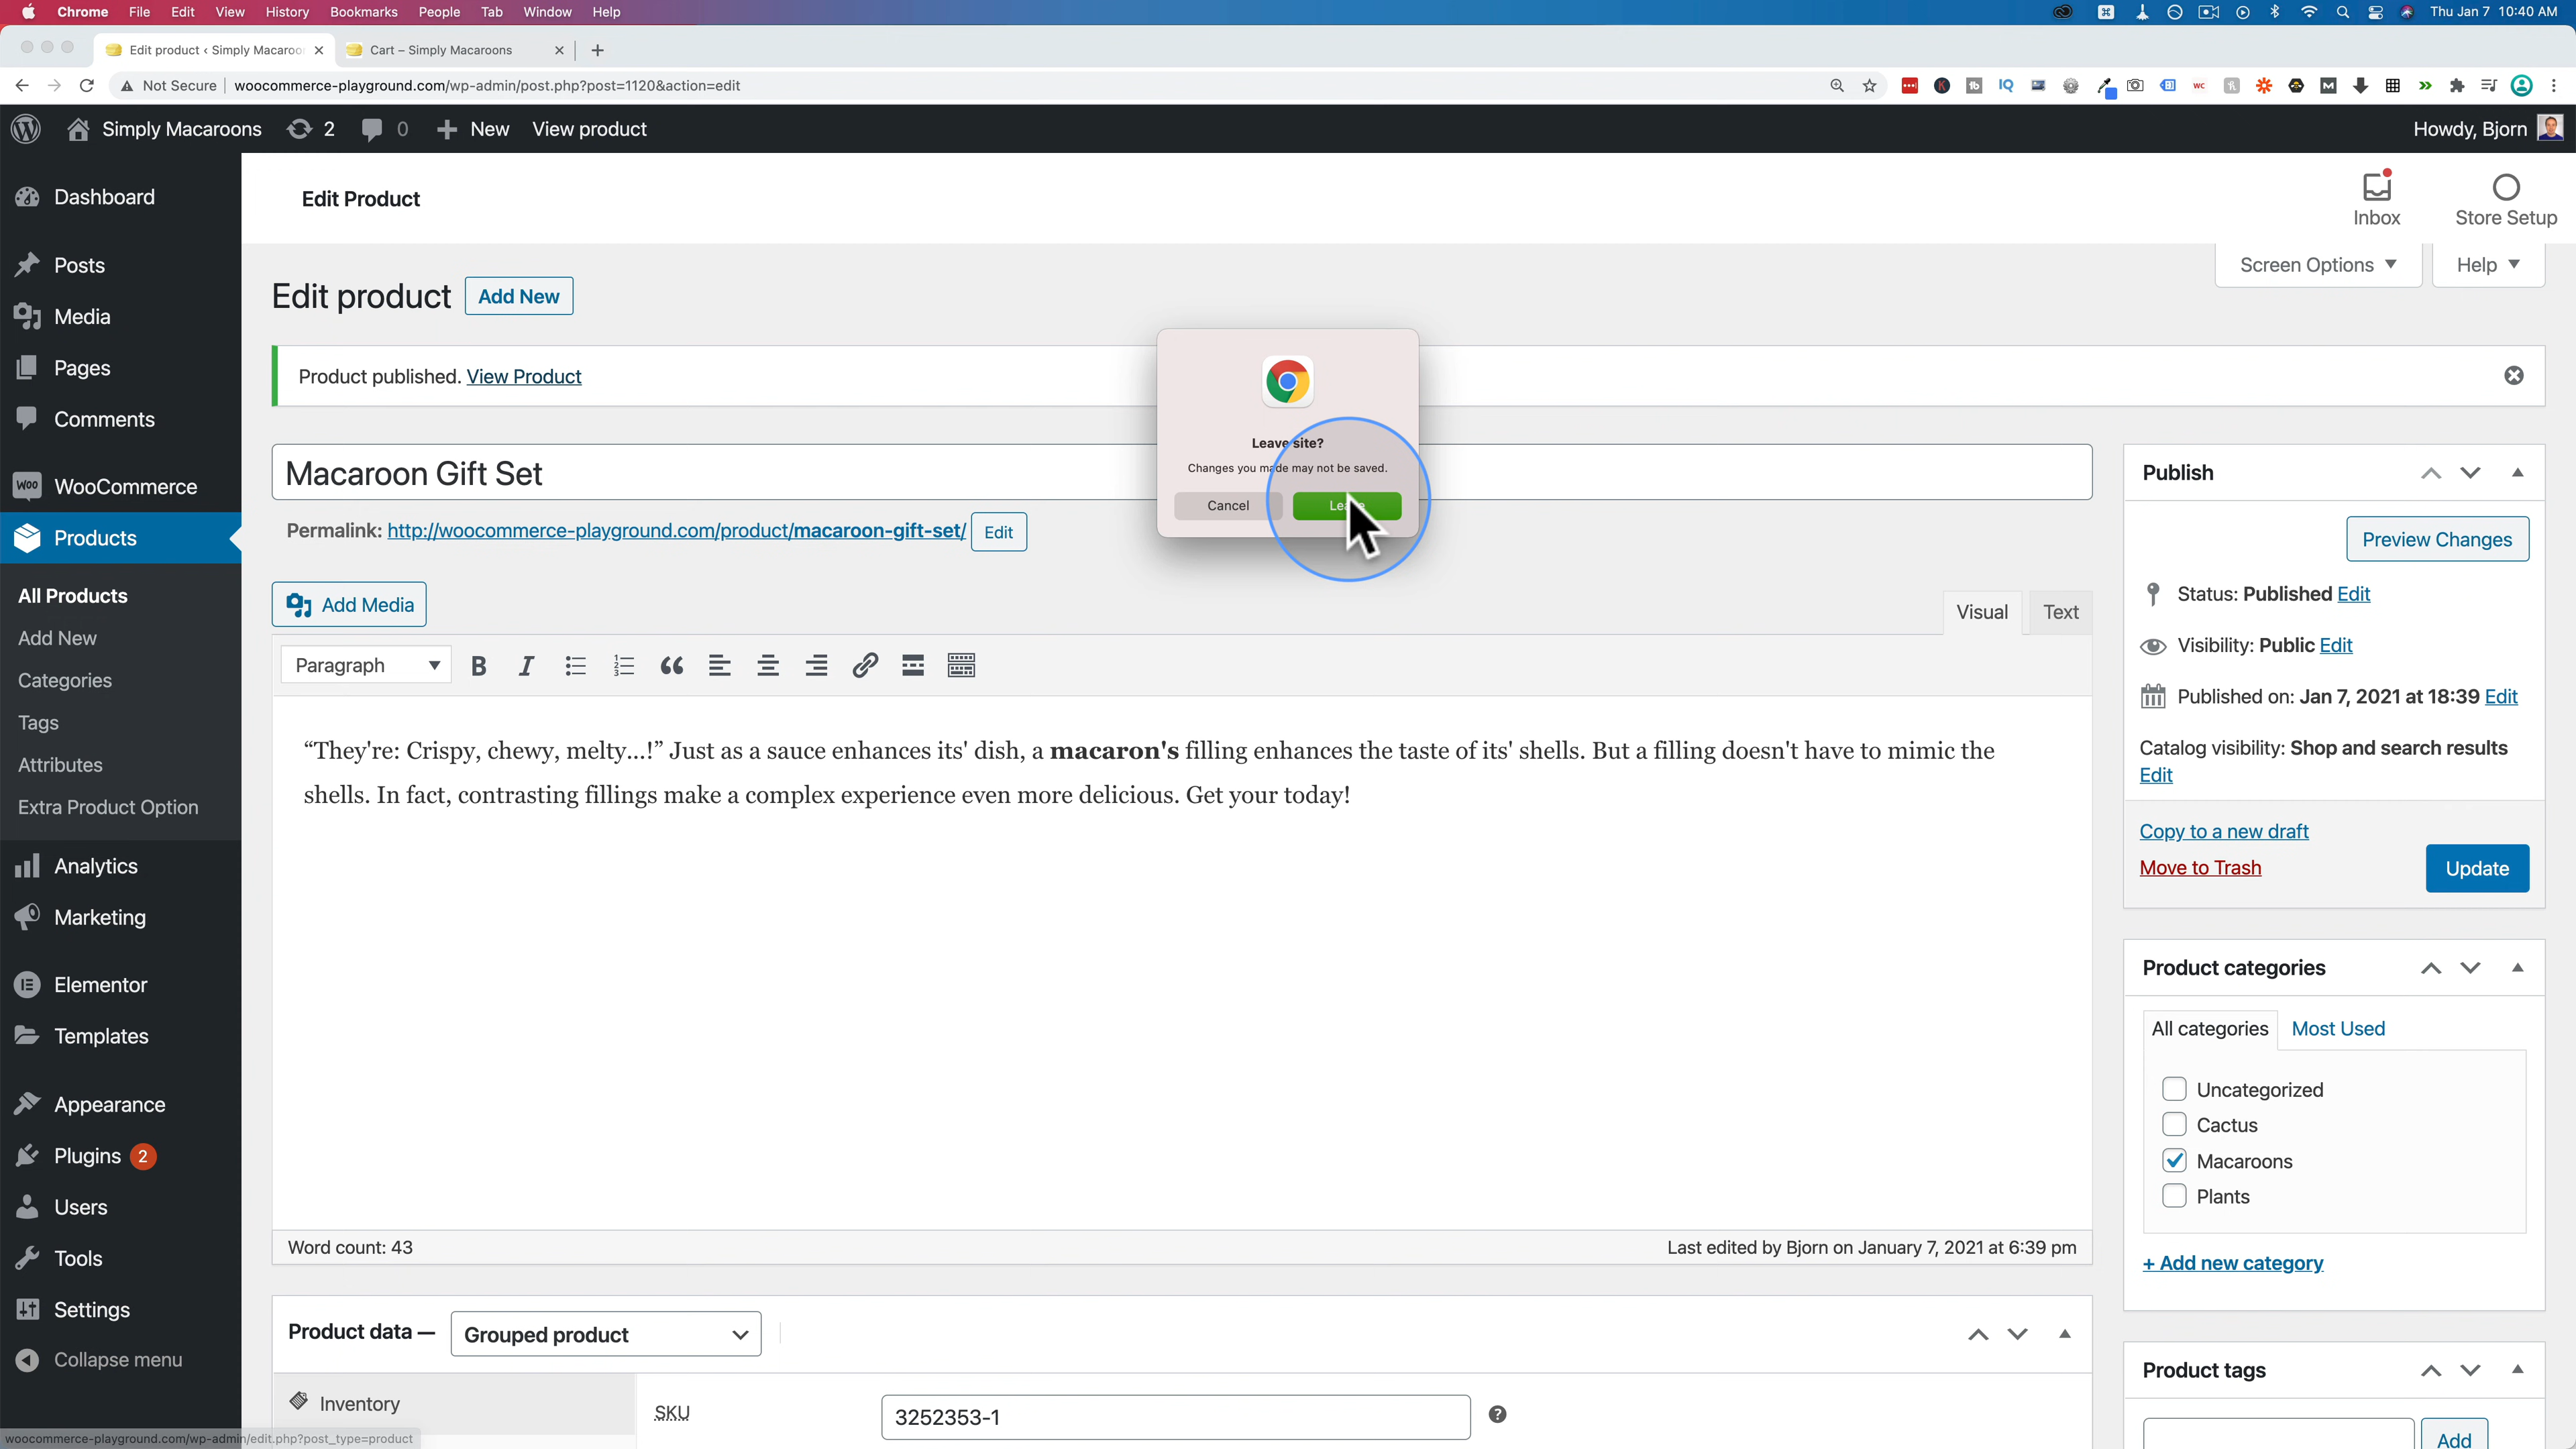 Chrome File Edit View History Bookmarks People Tab Window Help
Thu Jan 7 10:40 AM
Edit product ‹ Simply Macaroo
Cart – Simply Macaroons
Not Secure woocommerce-playground.com/wp-admin/post.php?post=1120&action=edit
Simply Macaroons 2 0 New View product
Howdy, Bjorn
Dashboard
Posts
Media
Pages
Comments
WooCommerce
Products
All Products
Add New
Categories
Tags
Attributes
Extra Product Option
Analytics
Marketing
Elementor
Templates
Appearance
Plugins 2
Users
Tools
Settings
Collapse menu
woocommerce-playground.com/wp-admin/edit.php?post_type=product
Edit Product
Inbox
Store Setup
Screen Options
Help
Edit product
Add New
Product published. View Product
Leave site?
Changes you made may not be saved.
Cancel
Macaroon Gift Set
Permalink: http://woocommerce-playground.com/product/macaroon-gift-set/ Edit
Add Media
Visual
Text
Paragraph
“They're: Crispy, chewy, melty...!” Just as a sauce enhances its' dish, a macaron's filling enhances the taste of its' shells. But a filling doesn't have to mimic the
shells. In fact, contrasting fillings make a complex experience even more delicious. Get your today!
Word count: 43
Last edited by Bjorn on January 7, 2021 at 6:39 pm
Product data —
Grouped product
Inventory
SKU
3252353-1
Publish
Preview Changes
Status: Published Edit
Visibility: Public Edit
Published on: Jan 7, 2021 at 18:39 Edit
Catalog visibility: Shop and search results
Edit
Copy to a new draft
Move to Trash
Update
Product categories
All categories
Most Used
Uncategorized
Cactus
Macaroons
Plants
+ Add new category
Product tags
Add